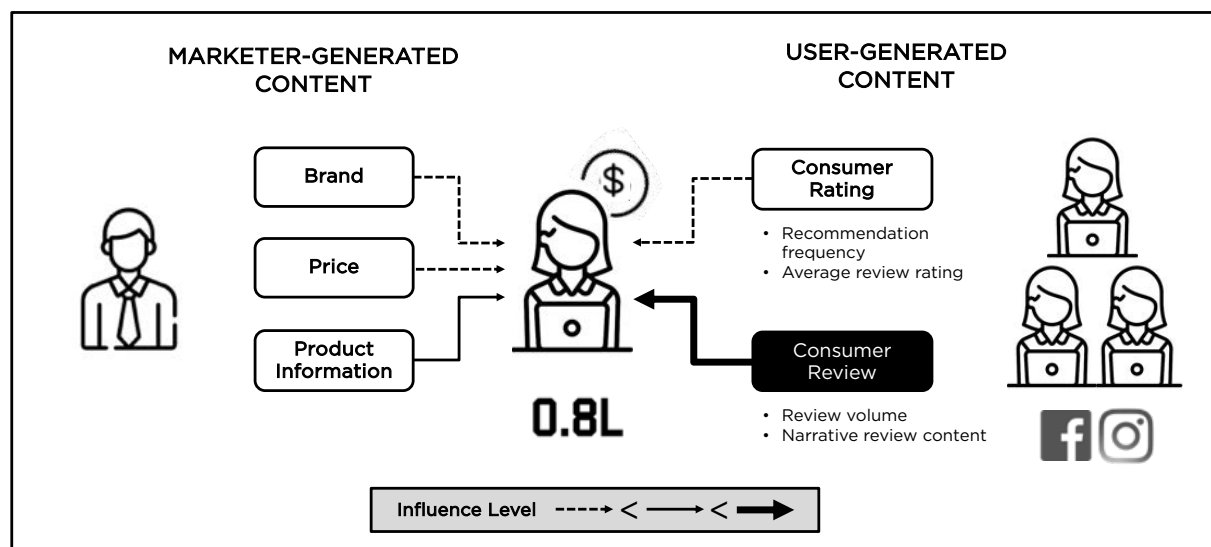 MARKETER-GENERATED
CONTENT
USER-GENERATED
CONTENT
Brand
Price
Product
Information
$
0.8L
Consumer
Rating
• Recommendation
frequency
• Average review rating
Consumer
Review
• Review volume
• Narrative review content
f
Influence Level < <